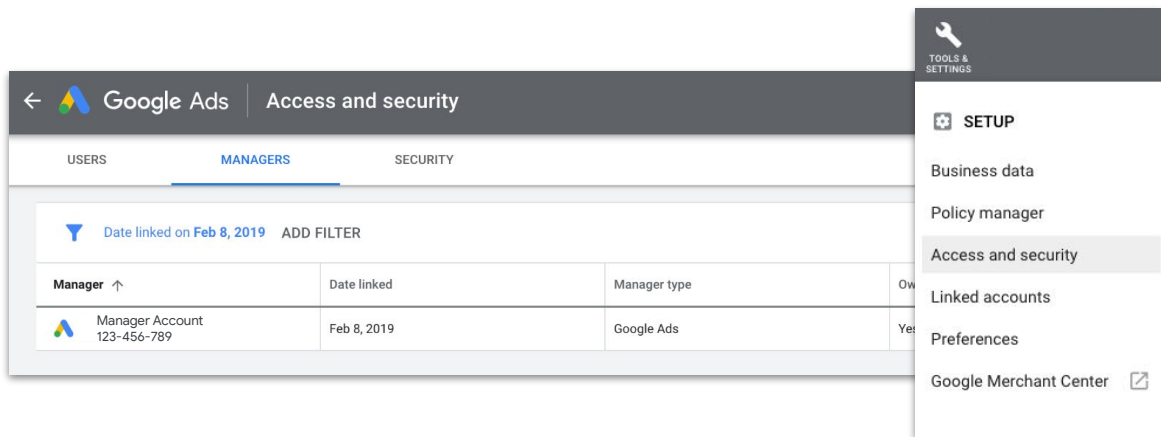 TOOLS &
SETTINGS
Google Ads Access and security
USERS MANAGERS SECURITY
Date linked on Feb 8, 2019 ADD FILTER
Manager Date linked Manager type
Manager Account
123-456-789
Feb 8, 2019 Google Ads
SETUP
Business data
Policy manager
Access and security
Linked accounts
Preferences
Google Merchant Center